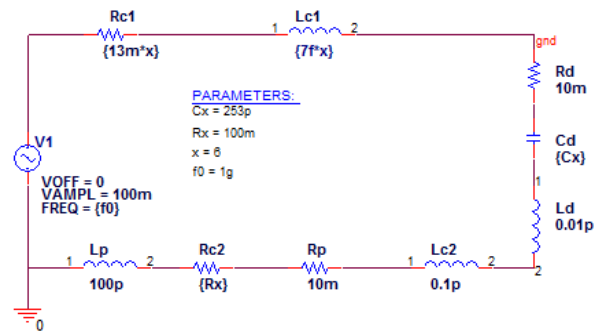 Rc1
{13m*x}
Lc1
1 2
{7f*x}
gnd
Rd
10m
PARAMETERS:
Cx = 253p
Rx = 100m
x = 6
f0 = 1g
Cd
{Cx}
V1
VOFF = 0
VAMPL = 100m
FREQ = {f0}
1
Ld
0.01p
2
Lp
1 2
100p
Rc2
{Rx}
Rp
10m
Lc2
1 2
0.1p
0